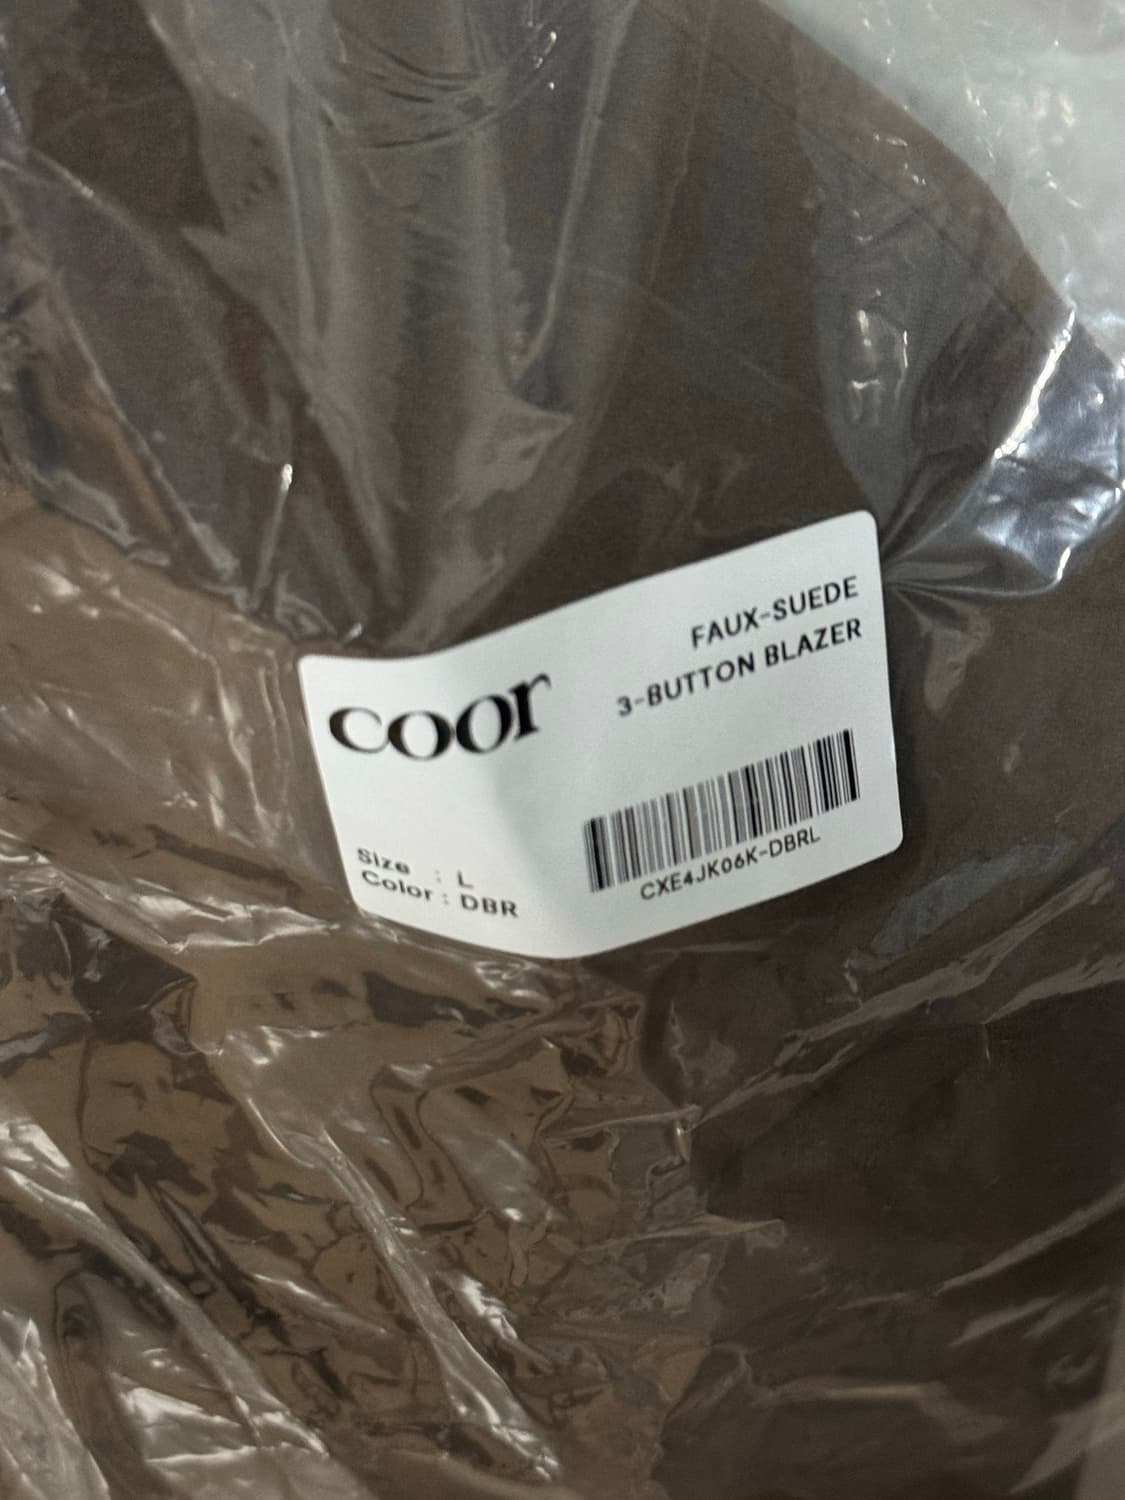 coor
FAUX-SUEDE
3-BUTTON BLAZER
Size : L
Color : DBR
CXE4JK06K-DBRL